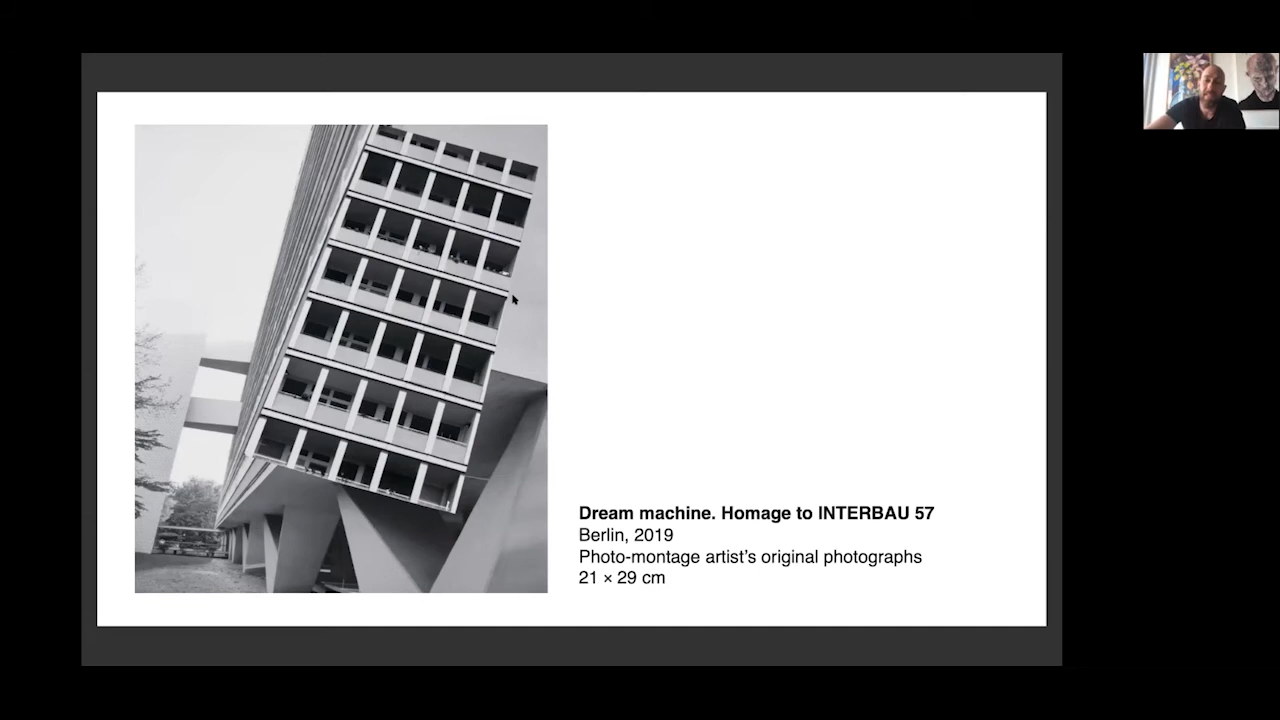 Dream machine. Homage to INTERBAU 57
Berlin, 2019
Photo-montage artist’s original photographs
21 × 29 cm